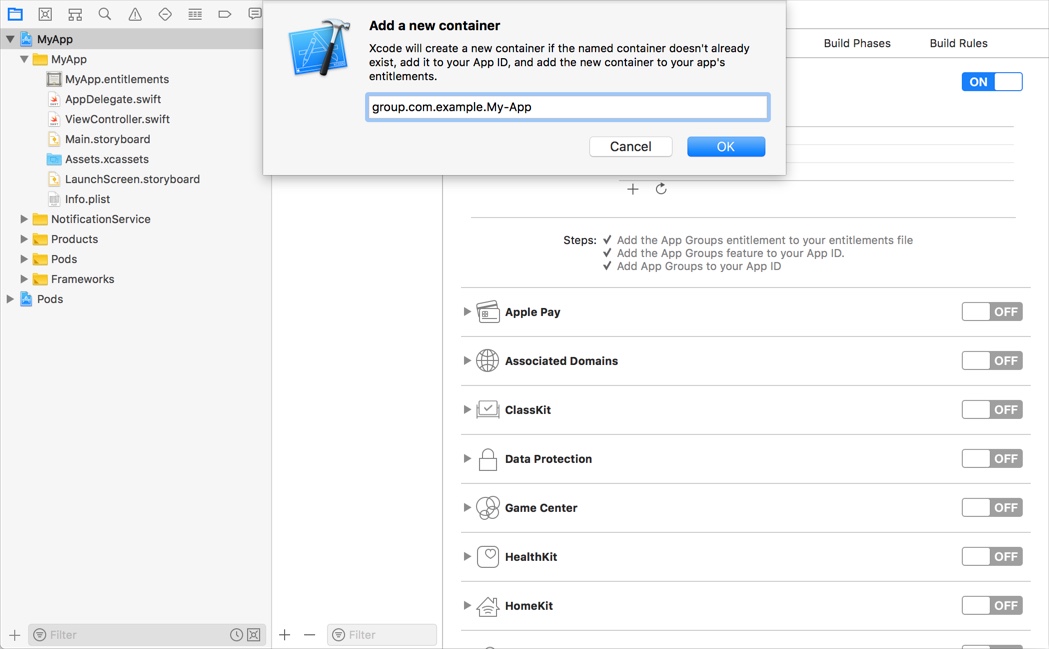 Add a new container
Xcode will create a new container if the named container doesn't already
exist, add it to your App ID, and add the new container to your app's
entitlements.
group.com.example.My-App
Cancel
OK
MyApp
MyApp
MyApp.entitlements
AppDelegate.swift
ViewController.swift
Main.storyboard
Assets.xcassets
LaunchScreen.storyboard
Info.plist
NotificationService
Products
Pods
Frameworks
Pods
Filter
Filter
Build Phases
Build Rules
ON
Steps: ✓ Add the App Groups entitlement to your entitlements file
✓ Add the App Groups feature to your App ID.
✓ Add App Groups to your App ID
Apple Pay
OFF
Associated Domains
OFF
ClassKit
OFF
Data Protection
OFF
Game Center
OFF
HealthKit
OFF
HomeKit
OFF